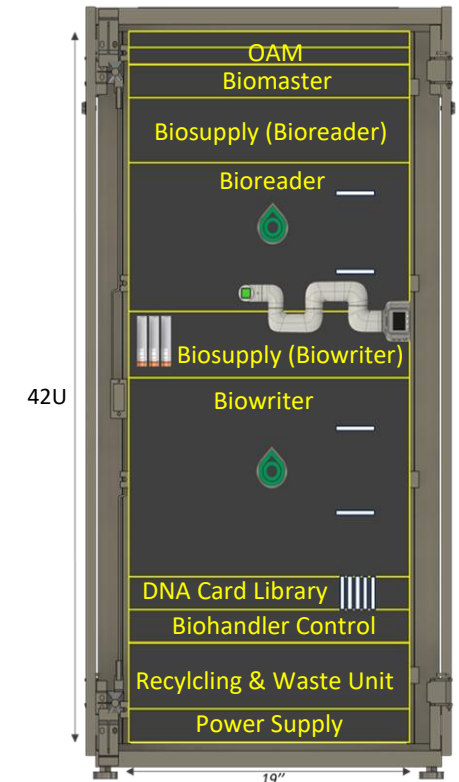 OAM
Biomaster
Biosupply (Bioreader)
Bioreader
Biosupply (Biowriter)
42U
Biowriter
DNA Card Library
Biohandler Control
Recylcling & Waste Unit
Power Supply
19"